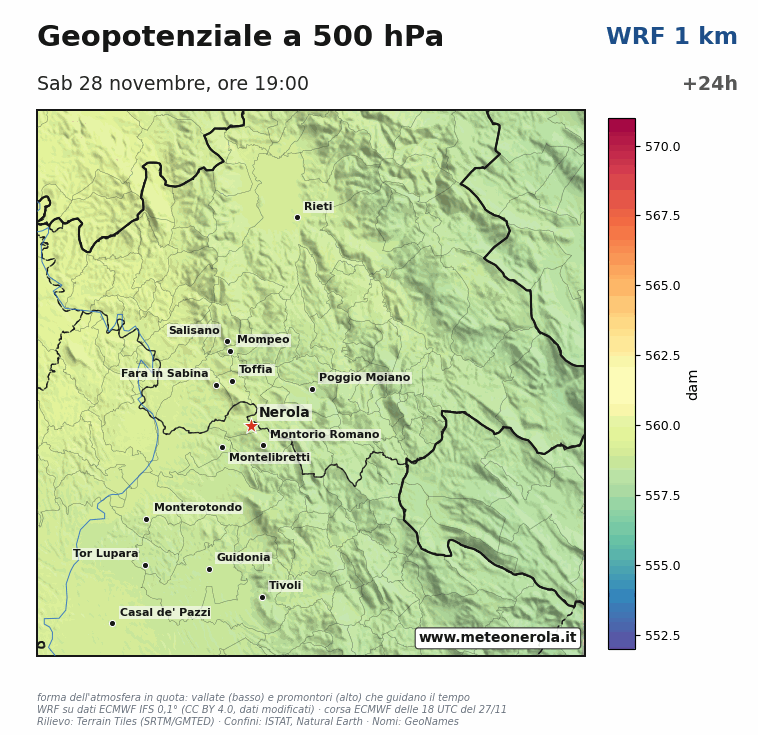 Geopotenziale a 500 hPa
WRF 1 km
Sab 28 novembre, ore 19:00
+24h
Rieti
Salisano
Mompeo
Fara in Sabina
Toffia
Poggio Moiano
Nerola
Montorio Romano
Montelibretti
Monterotondo
Tor Lupara
Guidonia
Tivoli
Casal de' Pazzi
www.meteonerola.it
570.0
567.5
565.0
562.5
560.0
557.5
555.0
552.5
dam
forma dell'atmosfera in quota: vallate (basso) e promontori (alto) che guidano il tempo
WRF su dati ECMWF IFS 0,1° (CC BY 4.0, dati modificati) · corsa ECMWF delle 18 UTC del 27/11
Rilievo: Terrain Tiles (SRTM/GMTED) · Confini: ISTAT, Natural Earth · Nomi: GeoNames